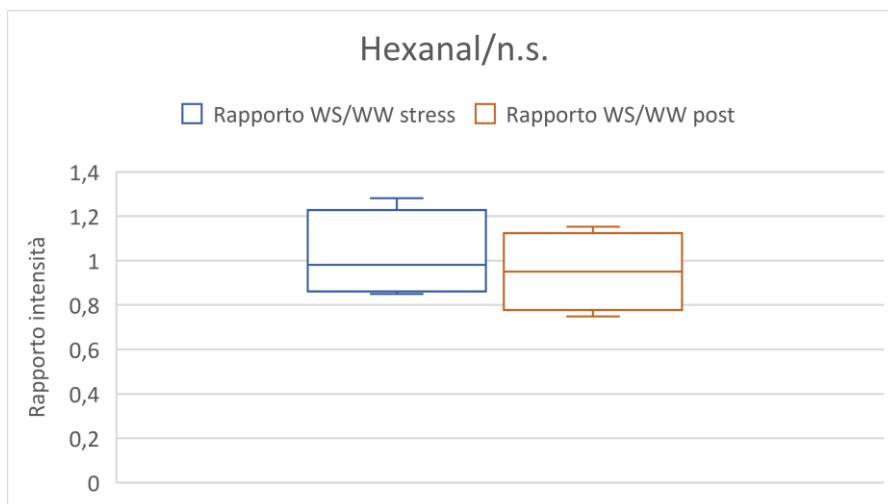 Hexanal/n.s.
Rapporto WS/WW stress Rapporto WS/WW post
Rapporto intensità
1,4
1,2
1
0,8
0,6
0,4
0,2
0